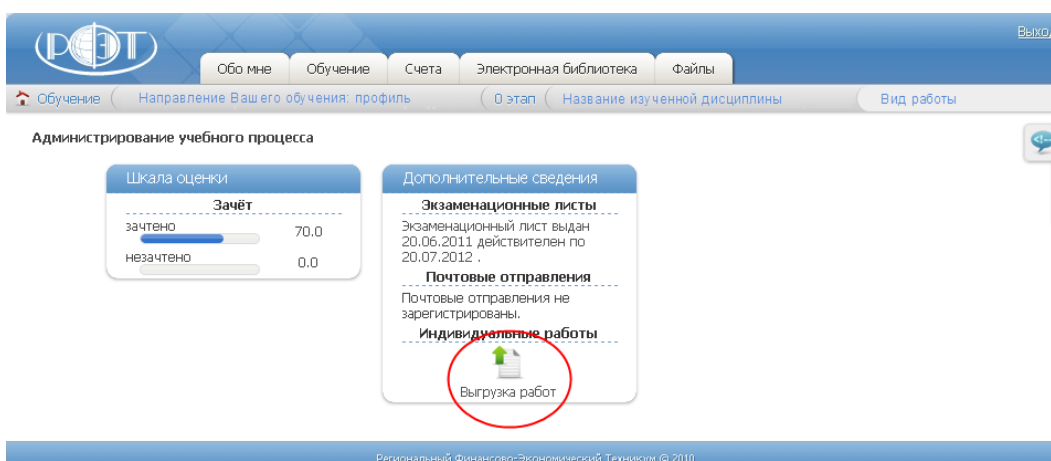 Выход
(РФЭТ)
Обо мне
Обучение
Счета
Электронная библиотека
Файлы
Обучение
Направление Вашего обучения: профиль
0 этап
Название изученной дисциплины
Вид работы
Администрирование учебного процесса
Шкала оценки
Зачёт
зачтено
70.0
незачтено
0.0
Дополнительные сведения
Экзаменационные листы
Экзаменационный лист выдан
20.06.2011 действителен по
20.07.2012 .
Почтовые отправления
Почтовые отправления не
зарегистрированы.
Индивидуальные работы
Выгрузка работ
Региональный Финансово-Экономический Техникум © 2010